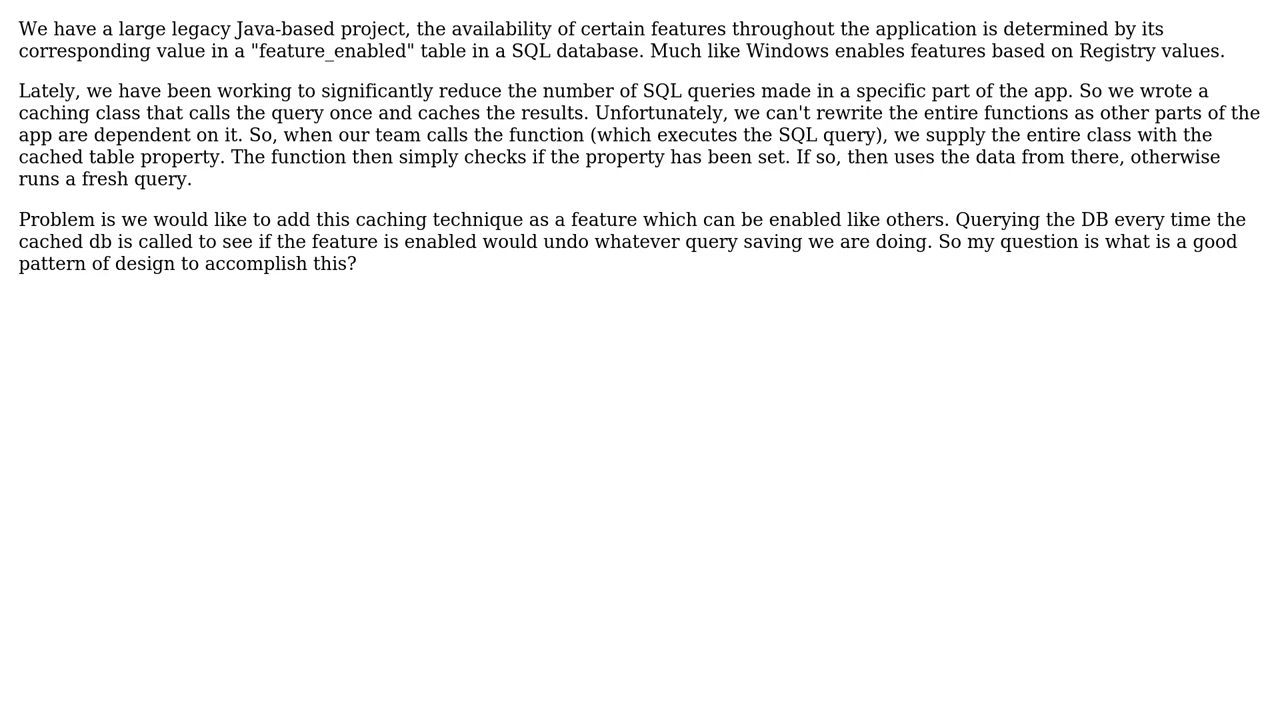 We have a large legacy Java-based project, the availability of certain features throughout the application is determined by its
corresponding value in a "feature_enabled" table in a SQL database. Much like Windows enables features based on Registry values.
Lately, we have been working to significantly reduce the number of SQL queries made in a specific part of the app. So we wrote a
caching class that calls the query once and caches the results. Unfortunately, we can't rewrite the entire functions as other parts of the
app are dependent on it. So, when our team calls the function (which executes the SQL query), we supply the entire class with the
cached table property. The function then simply checks if the property has been set. If so, then uses the data from there, otherwise
runs a fresh query.
Problem is we would like to add this caching technique as a feature which can be enabled like others. Querying the DB every time the
cached db is called to see if the feature is enabled would undo whatever query saving we are doing. So my question is what is a good
pattern of design to accomplish this?